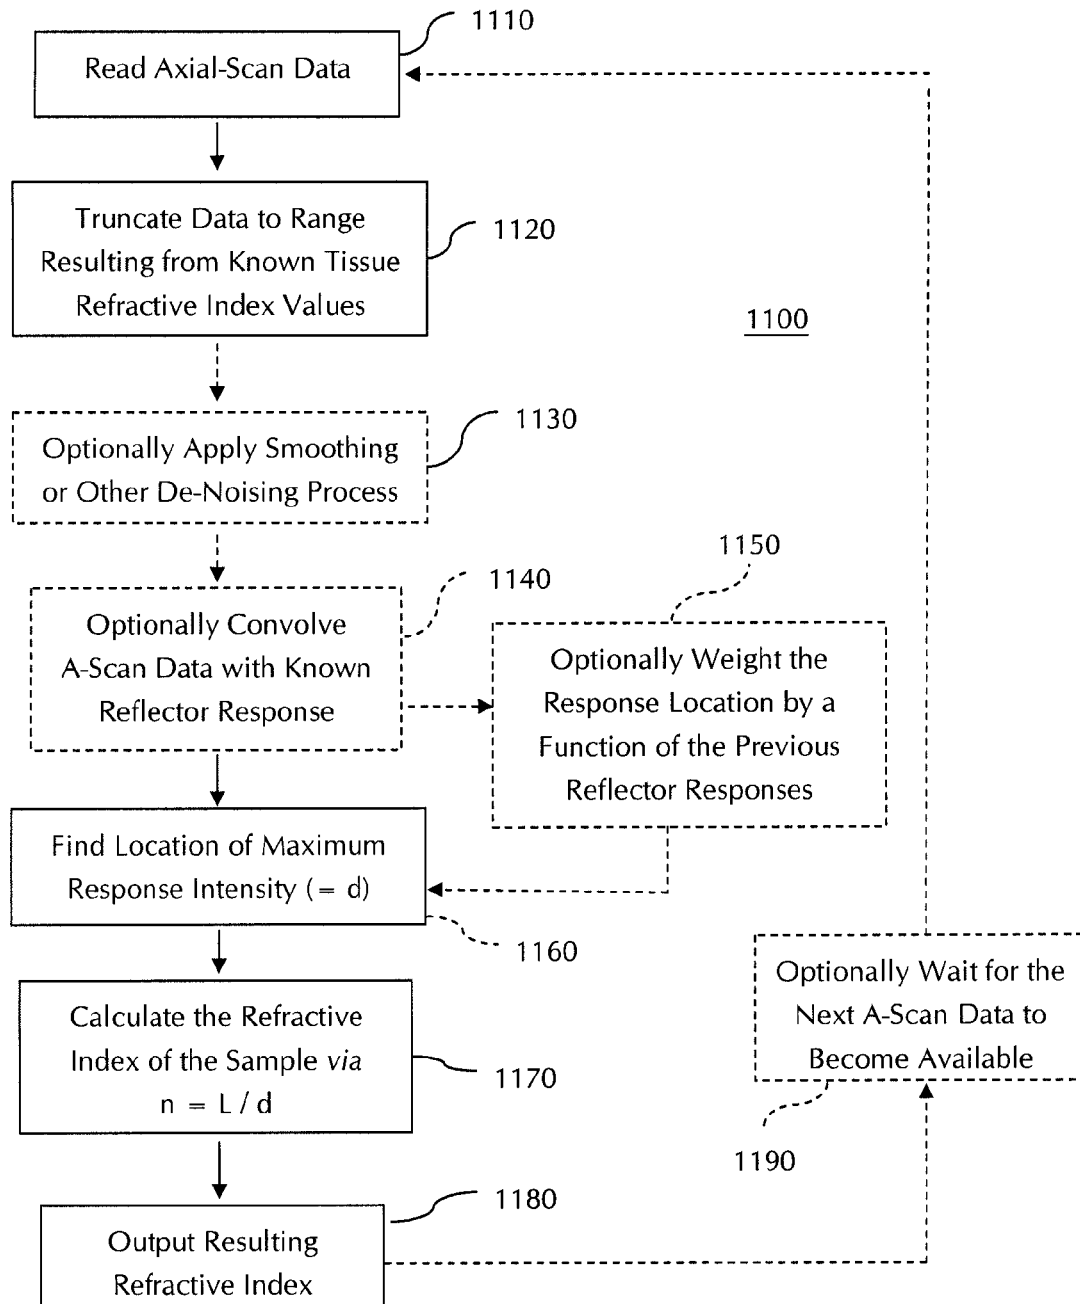 1110
Read Axial-Scan Data
Truncate Data to Range
Resulting from Known Tissue
Refractive Index Values
1120
1100
1130
Optionally Apply Smoothing
or Other De-Noising Process
1140
Optionally Convolve
A-Scan Data with Known
Reflector Response
1150
Optionally Weight the
Response Location by a
Function of the Previous
Reflector Responses
Find Location of Maximum
Response Intensity (= d)
1160
Calculate the Refractive
Index of the Sample via
n = L / d
1170
Optionally Wait for the
Next A-Scan Data to
Become Available
1190
1180
Output Resulting
Refractive Index